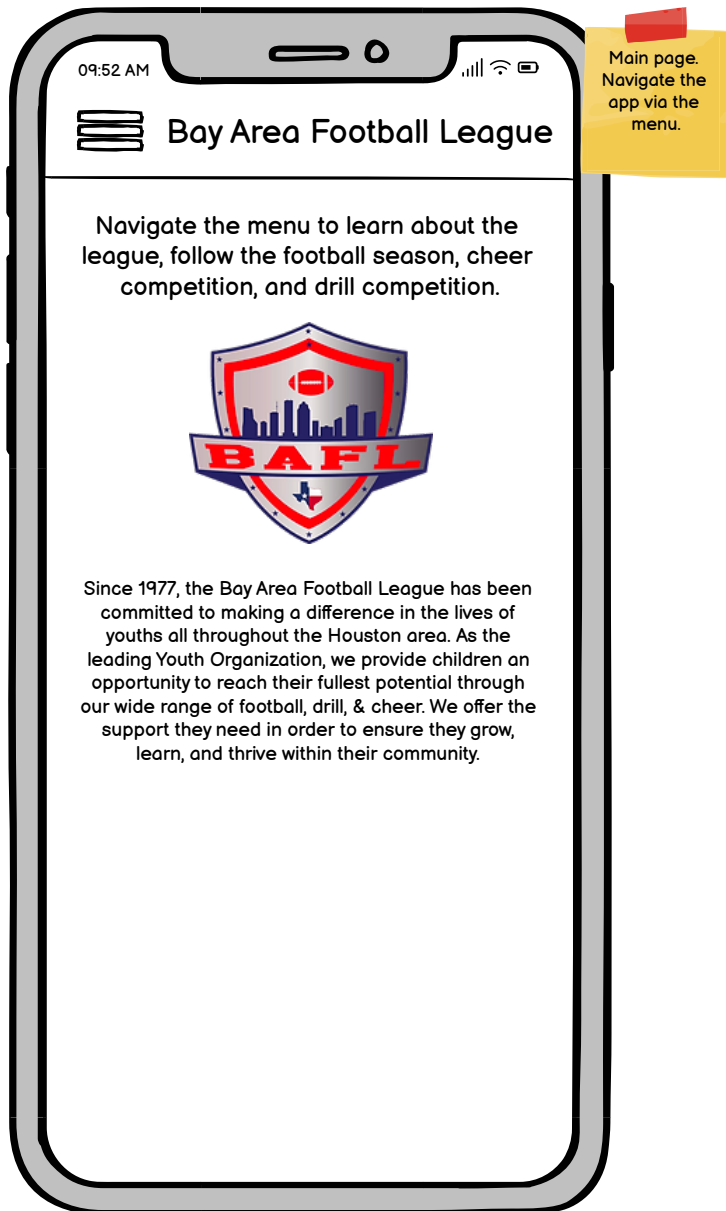 09:52 AM
Main page.
Navigate the
app via the
menu.
Bay Area Football League
Navigate the menu to learn about the
league, follow the football season, cheer
competition, and drill competition.
BAFL
Since 1977, the Bay Area Football League has been
committed to making a difference in the lives of
youths all throughout the Houston area. As the
leading Youth Organization, we provide children an
opportunity to reach their fullest potential through
our wide range of football, drill, & cheer. We offer the
support they need in order to ensure they grow,
learn, and thrive within their community.